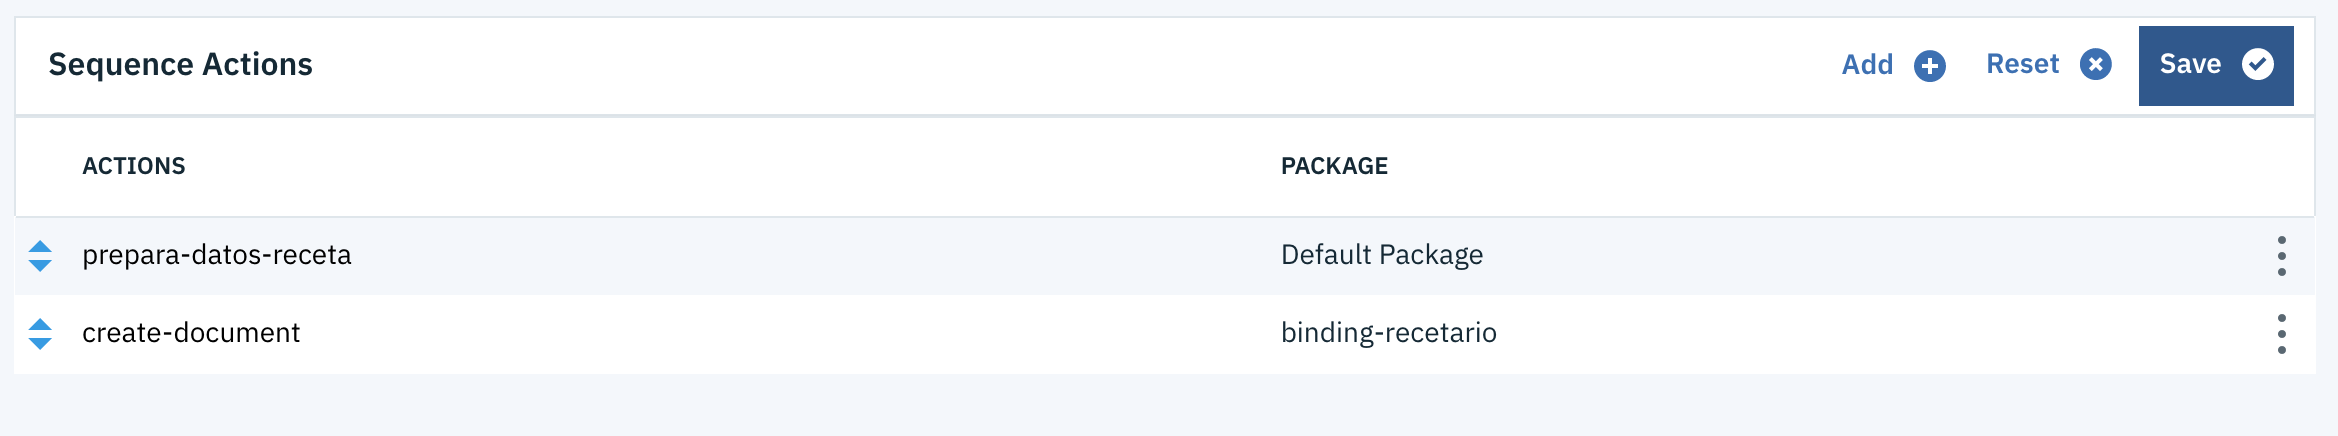 Sequence Actions Add Reset Save
ACTIONS PACKAGE
prepara-datos-receta Default Package
create-document binding-recetario